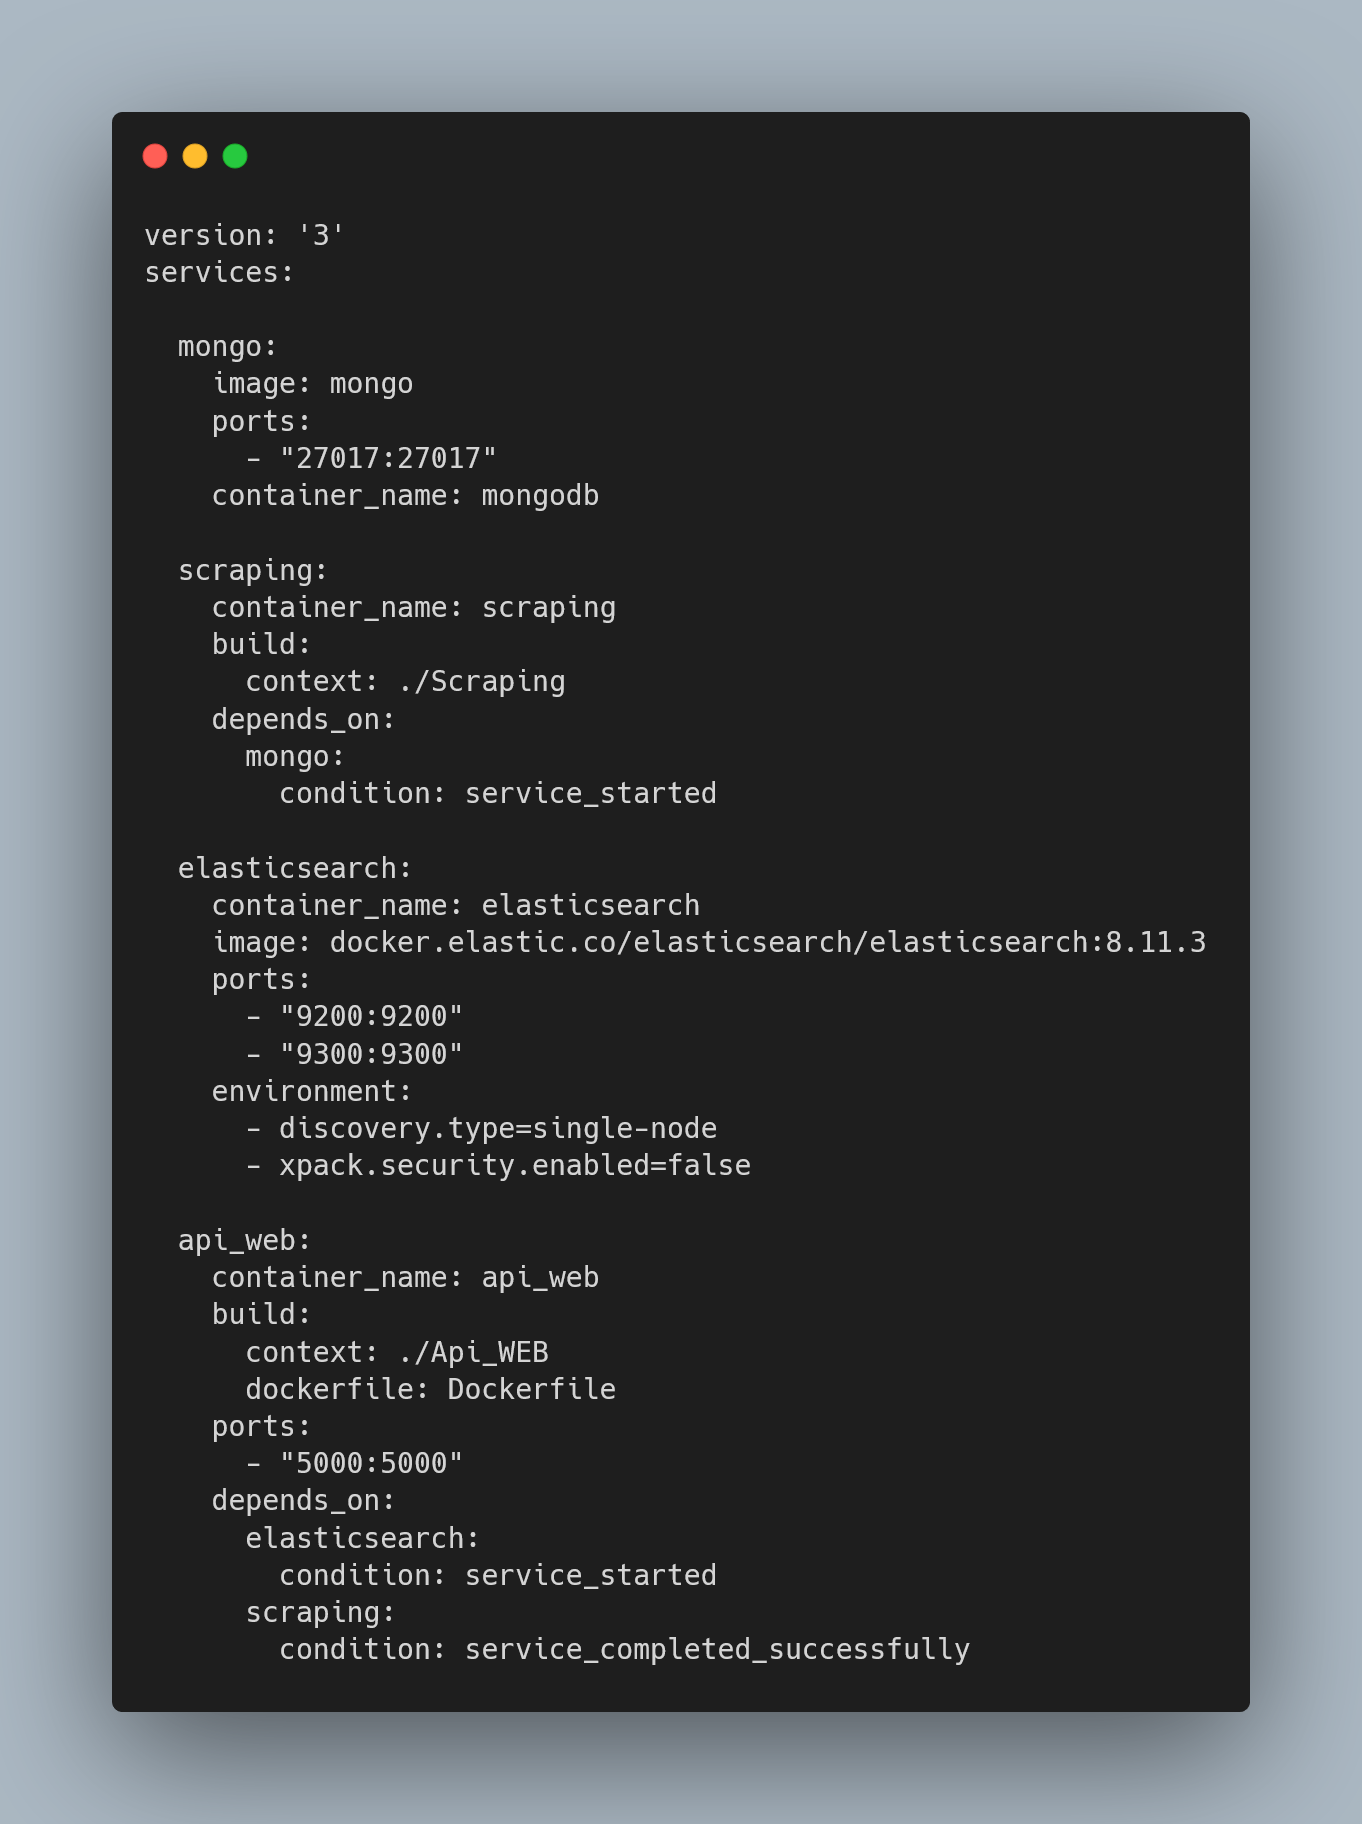 version: '3'
services:

  mongo:
    image: mongo
    ports:
      - "27017:27017"
    container_name: mongodb

  scraping:
    container_name: scraping
    build:
      context: ./Scraping
    depends_on:
      mongo:
        condition: service_started

  elasticsearch:
    container_name: elasticsearch
    image: docker.elastic.co/elasticsearch/elasticsearch:8.11.3
    ports:
      - "9200:9200"
      - "9300:9300"
    environment:
      - discovery.type=single-node
      - xpack.security.enabled=false

  api_web:
    container_name: api_web
    build:
      context: ./Api_WEB
      dockerfile: Dockerfile
    ports:
      - "5000:5000"
    depends_on:
      elasticsearch:
        condition: service_started
      scraping:
        condition: service_completed_successfully